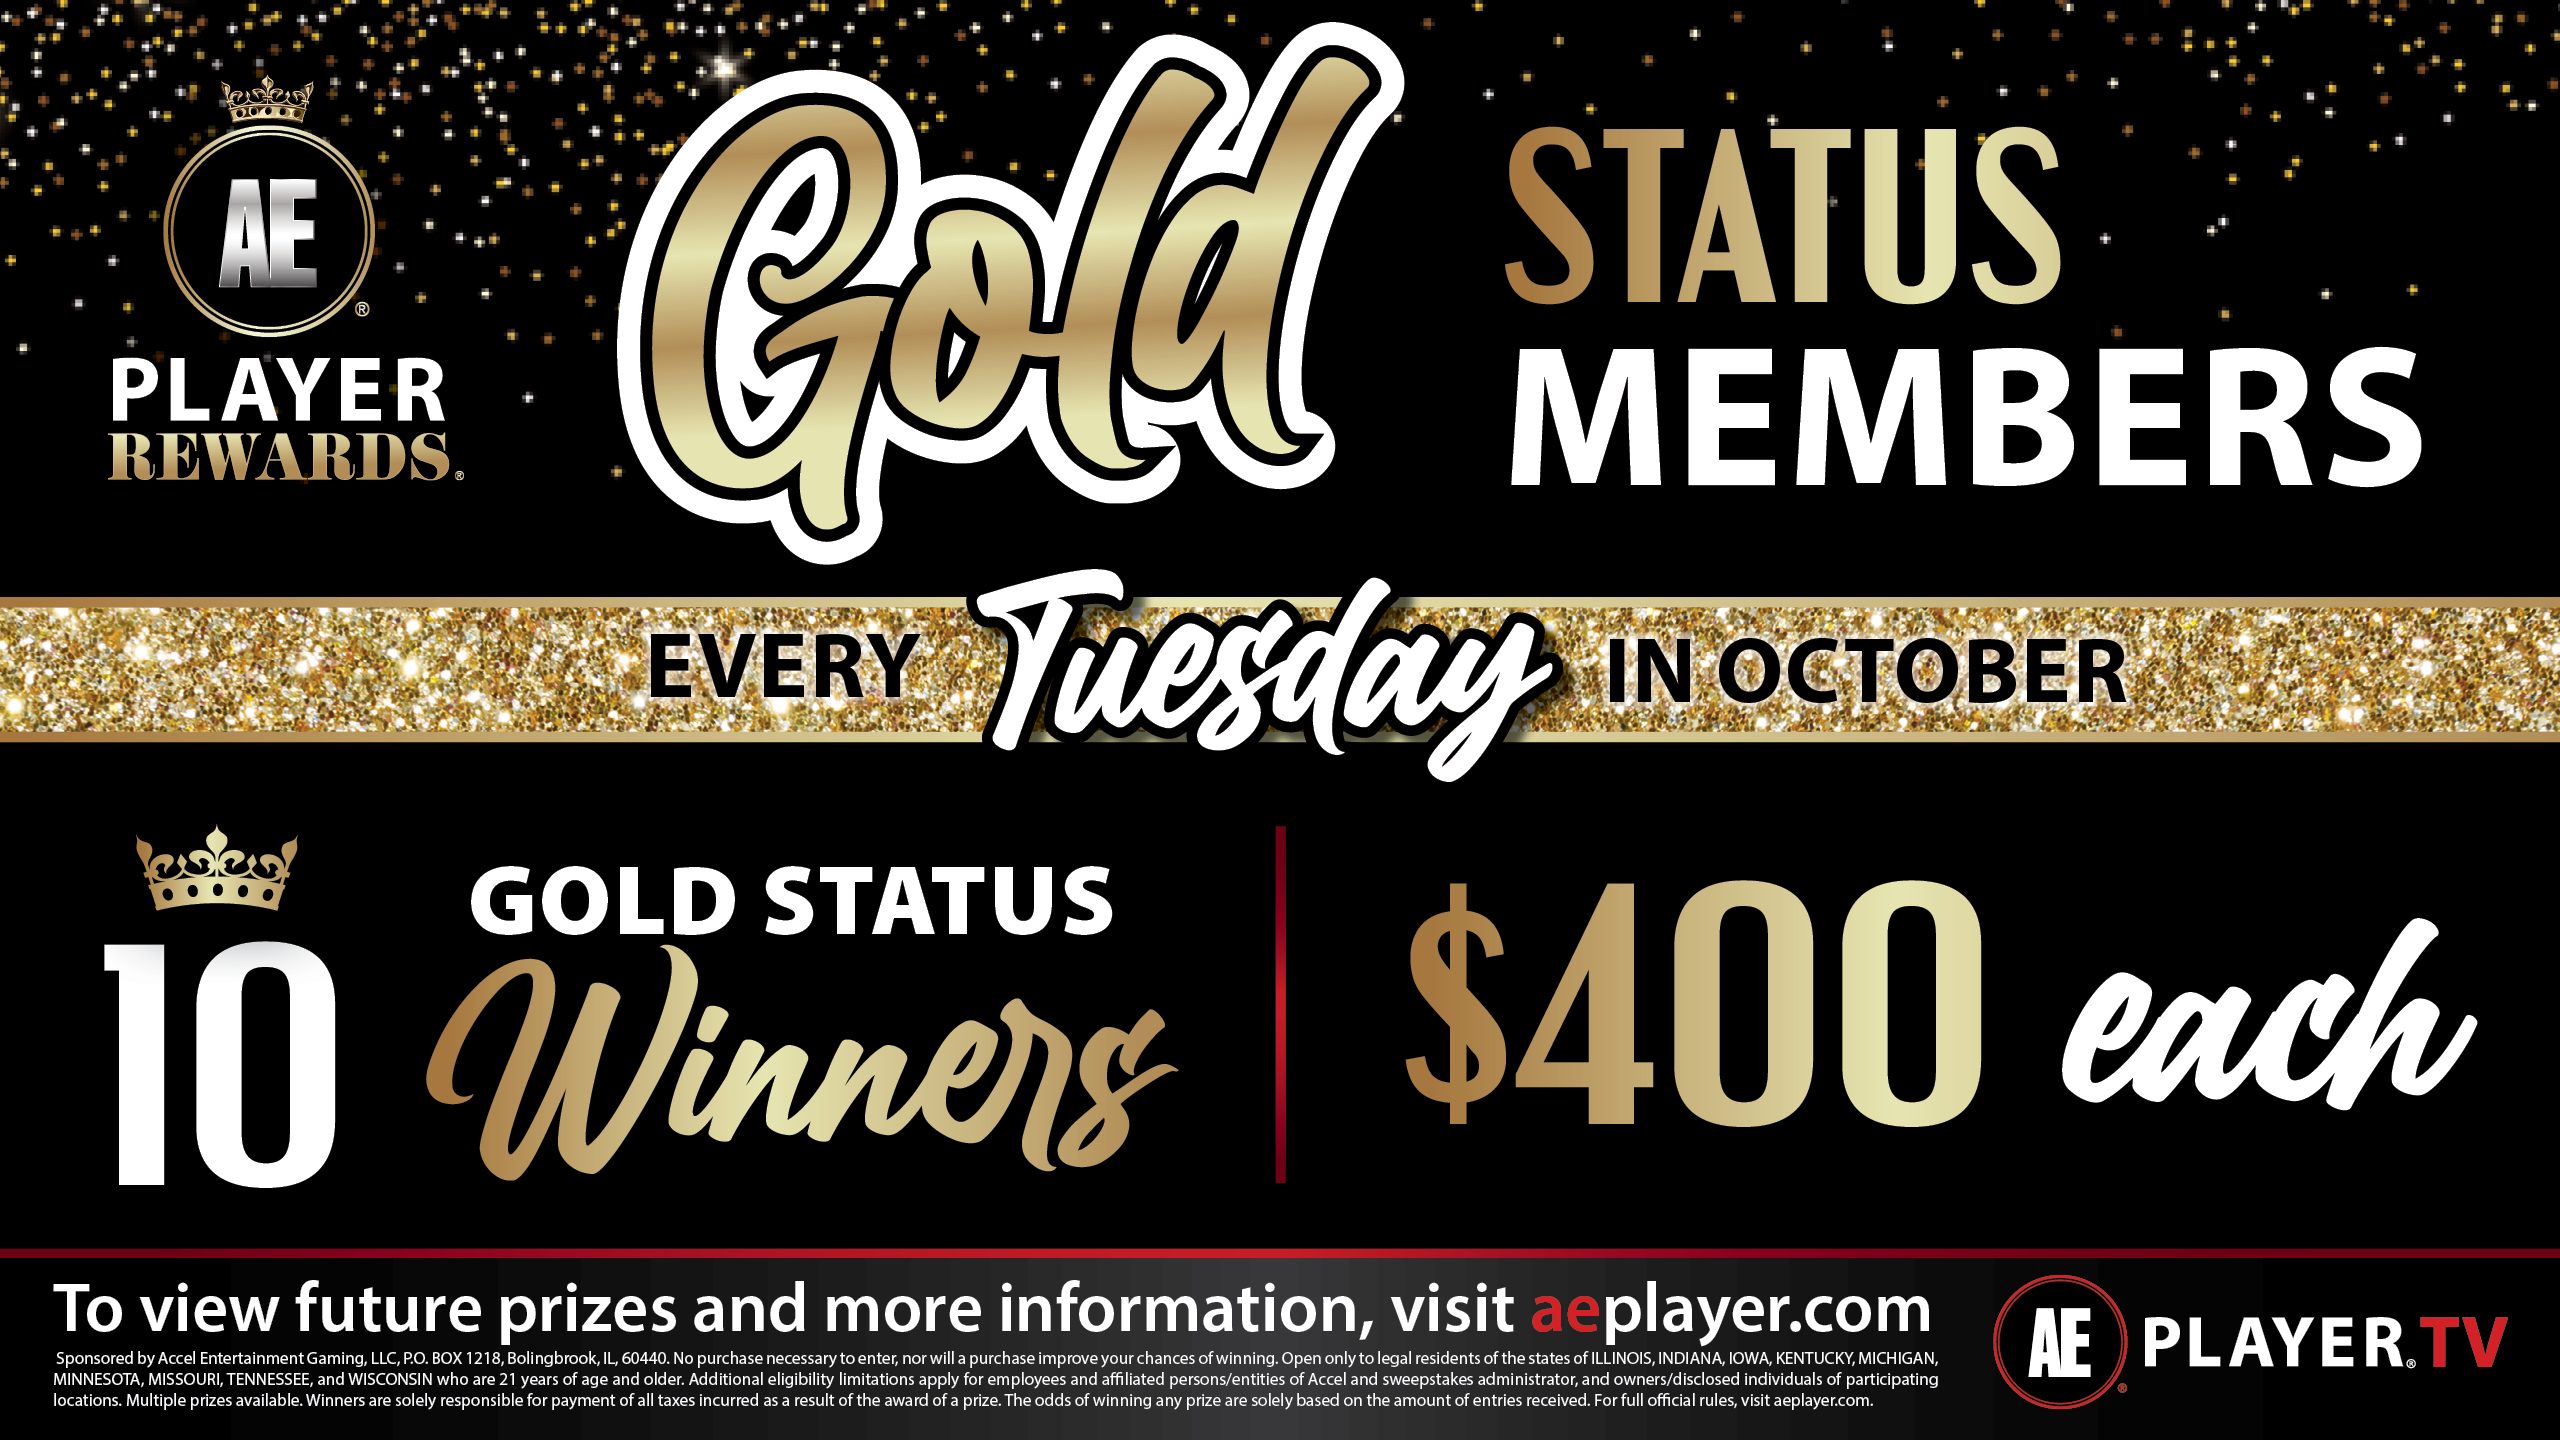 AE
®
PLAYER
REWARDS®
Gold
STATUS
MEMBERS
EVERY Tuesday IN OCTOBER
10
GOLD STATUS
Winners
$400 each
To view future prizes and more information, visit aeplayer.com
Sponsored by Accel Entertainment Gaming, LLC, P.O. BOX 1218, Bolingbrook, IL, 60440. No purchase necessary to enter, nor will a purchase improve your chances of winning. Open only to legal residents of the states of ILLINOIS, INDIANA, IOWA, KENTUCKY, MICHIGAN,
MINNESOTA, MISSOURI, TENNESSEE, and WISCONSIN who are 21 years of age and older. Additional eligibility limitations apply for employees and affiliated persons/entities of Accel and sweepstakes administrator, and owners/disclosed individuals of participating
locations. Multiple prizes available. Winners are solely responsible for payment of all taxes incurred as a result of the award of a prize. The odds of winning any prize are solely based on the amount of entries received. For full official rules, visit aeplayer.com.
AE® PLAYER®TV